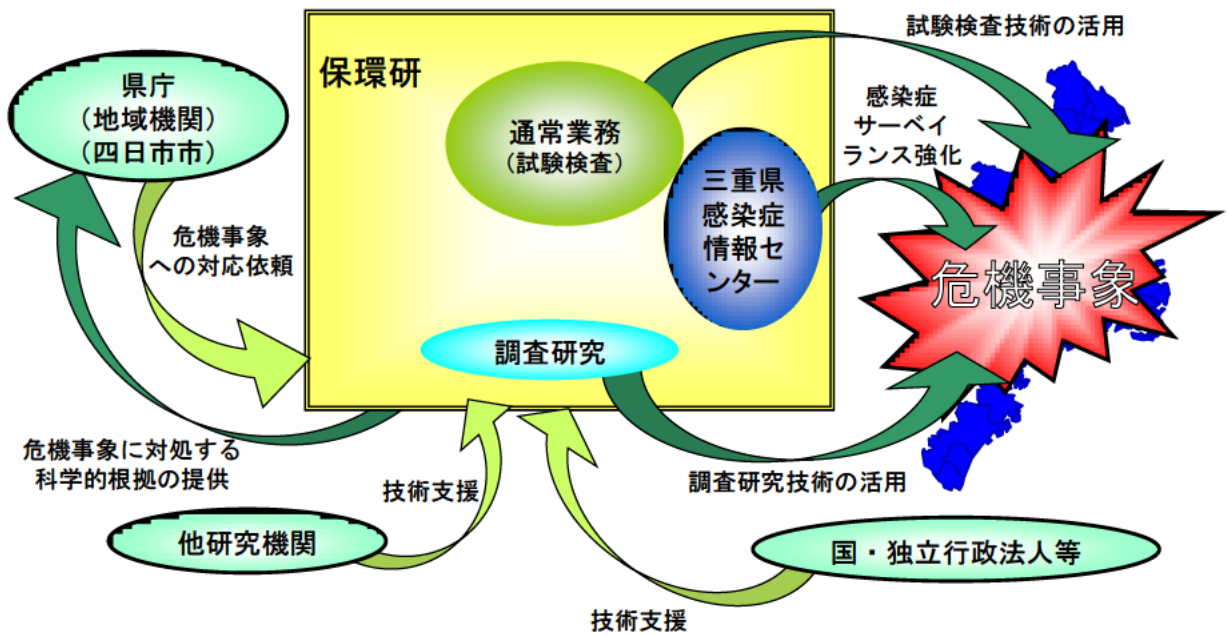 試験検査技術の活用
保環研
県庁
（地域機関）
（四日市市）
通常業務
（試験検査）
感染症
サーベイ
ランス強化
三重県
感染症
情報セ
ンター
危機事象
への対応依頼
危機事象
調査研究
危機事象に対処する
科学的根拠の提供
技術支援
調査研究技術の活用
他研究機関
国・独立行政法人等
技術支援